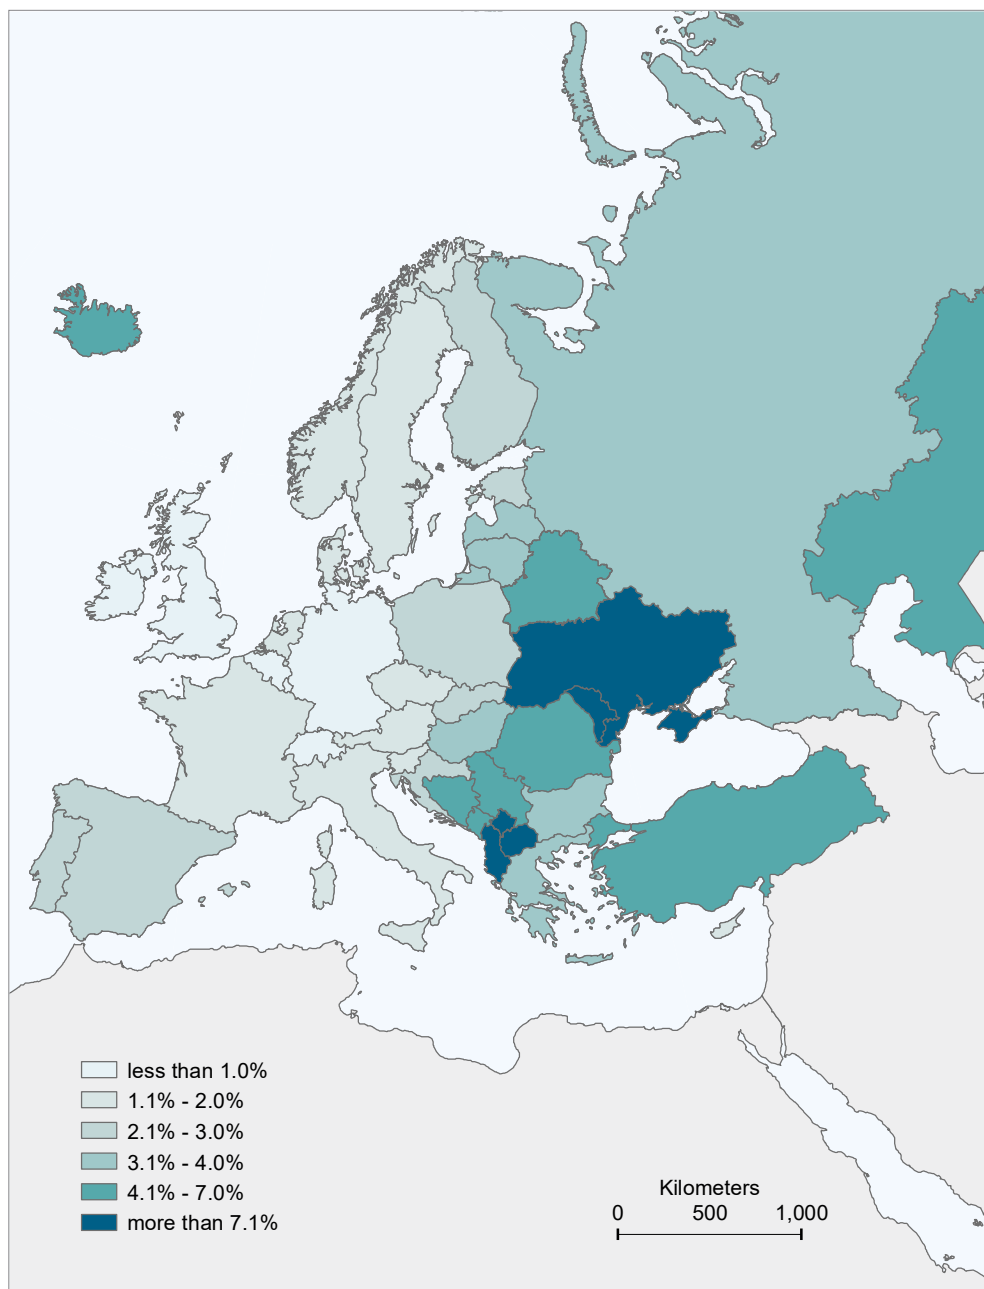 less than 1.0%
1.1% - 2.0%
2.1% - 3.0%
3.1% - 4.0%
4.1% - 7.0%
more than 7.1%
Kilometers
0 500 1,000